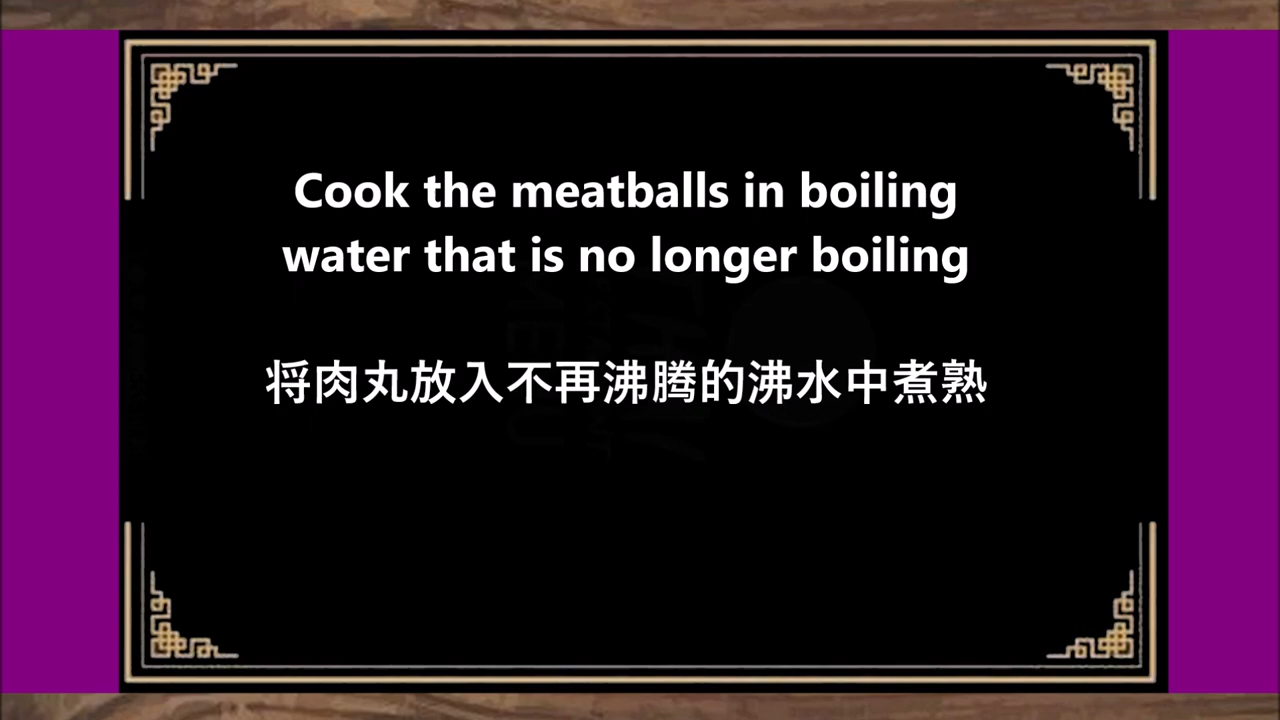 Cook the meatballs in boiling
water that is no longer boiling
将肉丸放入不再沸腾的沸水中煮熟